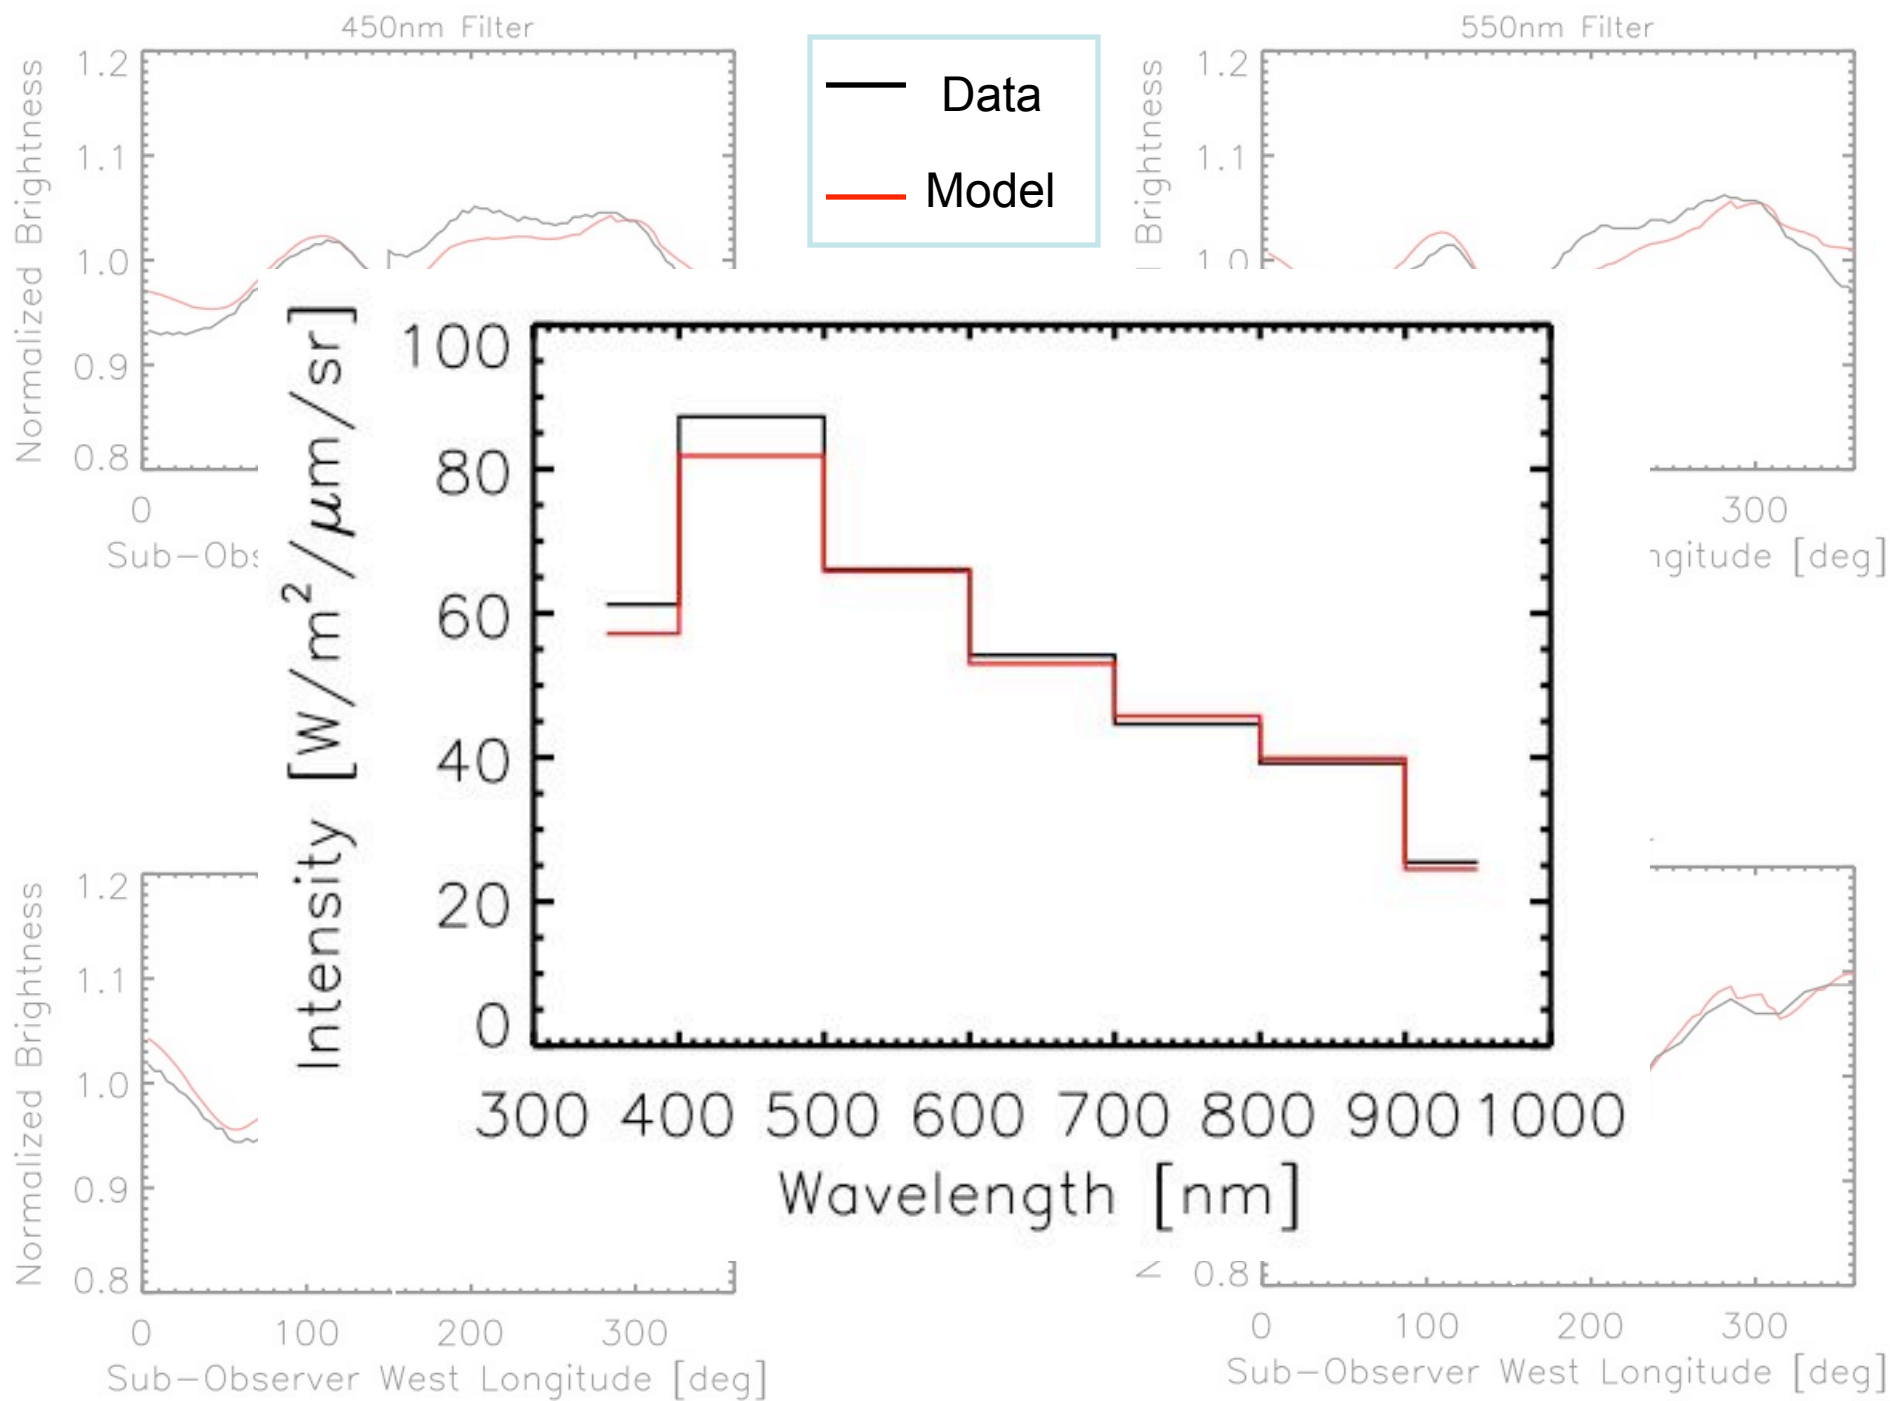 450nm Filter
550nm Filter
Data
Model
Normalized Brightness
1.2
1.1
1.0
0.9
0.8
0
Brightness
1.2
1.1
1.0
300
Sub-Obs
ngitude [deg]
Intensity [W/m²/μm/sr]
100
80
60
40
20
0
300 400 500 600 700 800 900 1000
Wavelength [nm]
Normalized Brightness
1.2
1.1
1.0
0.9
0.8
0 100 200 300
Sub-Observer West Longitude [deg]
0.8
0 100 200 300
Sub-Observer West Longitude [deg]